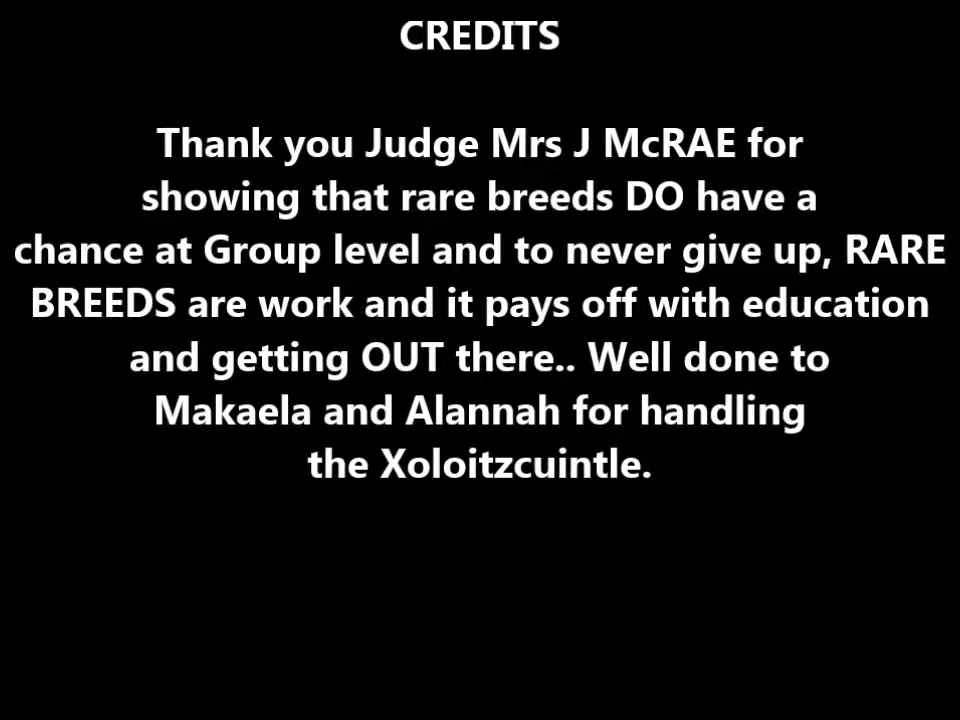 CREDITS
Thank you Judge Mrs J McRAE for
showing that rare breeds DO have a
chance at Group level and to never give up, RARE
BREEDS are work and it pays off with education
and getting OUT there.. Well done to
Makaela and Alannah for handling
the Xoloitzcuintle.